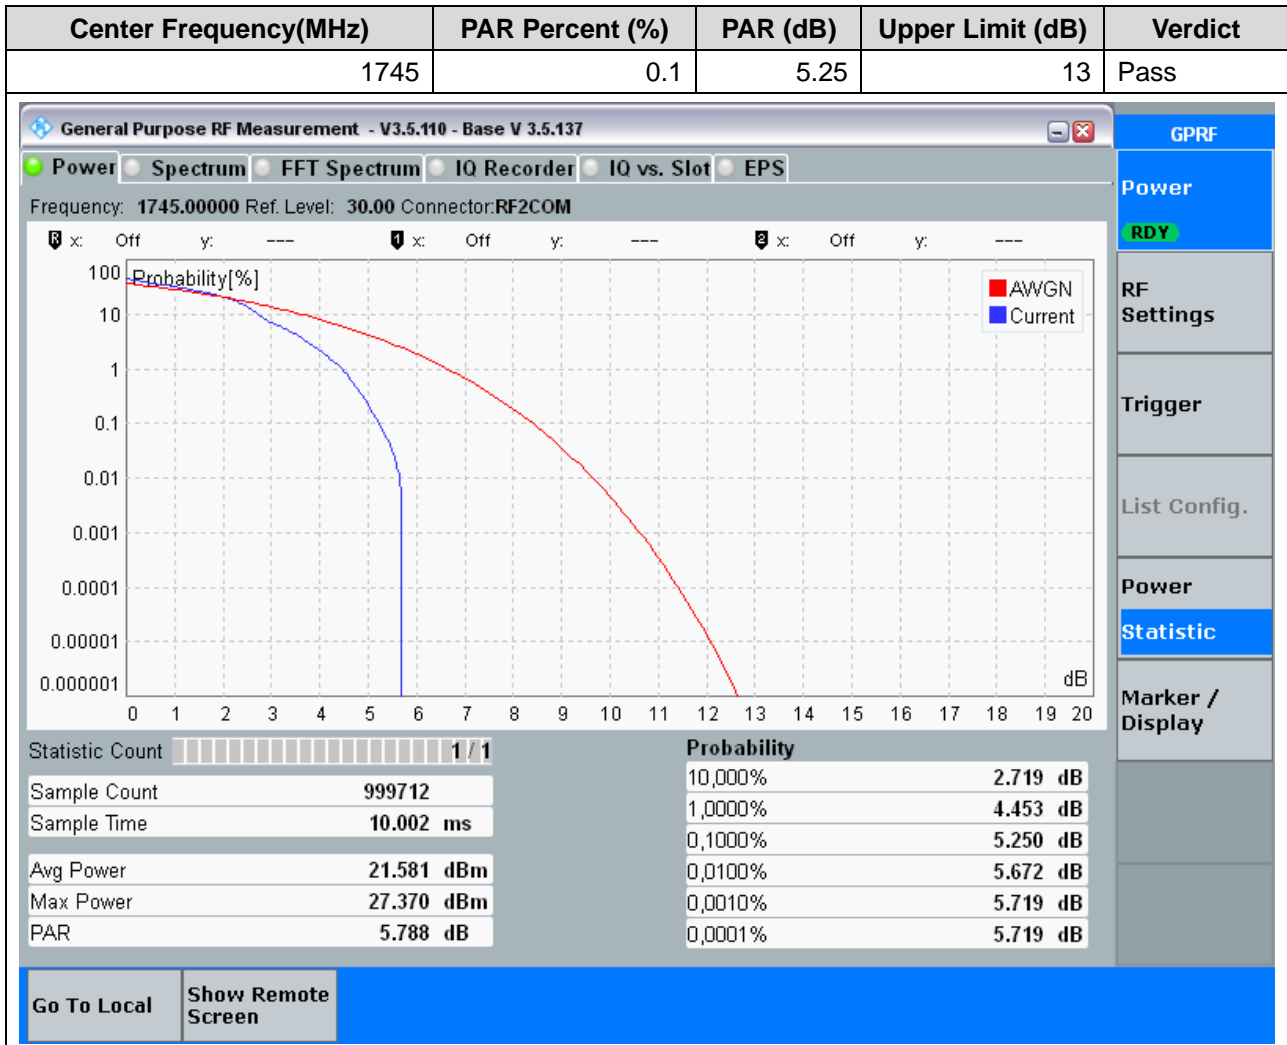 Center Frequency(MHz) PAR Percent (%) PAR (dB) Upper Limit (dB) Verdict
1745 0.1 5.25 13 Pass
General Purpose RF Measurement - V3.5.110 - Base V 3.5.137
GPRF
Power Spectrum FFT Spectrum IQ Recorder IQ vs. Slot EPS
Power
RDY
Frequency: 1745.00000 Ref. Level: 30.00 Connector:RF2COM
R x: Off y: --- 1 x: Off y: --- 2 x: Off y: ---
Probability[%]
AWGN
Current
100
10
1
0.1
0.01
0.001
0.0001
0.00001
0.000001
dB
0 1 2 3 4 5 6 7 8 9 10 11 12 13 14 15 16 17 18 19 20
RF
Settings
Trigger
List Config.
Power
Statistic
Marker /
Display
Statistic Count 1 / 1
Sample Count 999712
Sample Time 10.002 ms
Avg Power 21.581 dBm
Max Power 27.370 dBm
PAR 5.788 dB
Probability
10,000% 2.719 dB
1,0000% 4.453 dB
0,1000% 5.250 dB
0,0100% 5.672 dB
0,0010% 5.719 dB
0,0001% 5.719 dB
Go To Local
Show Remote
Screen